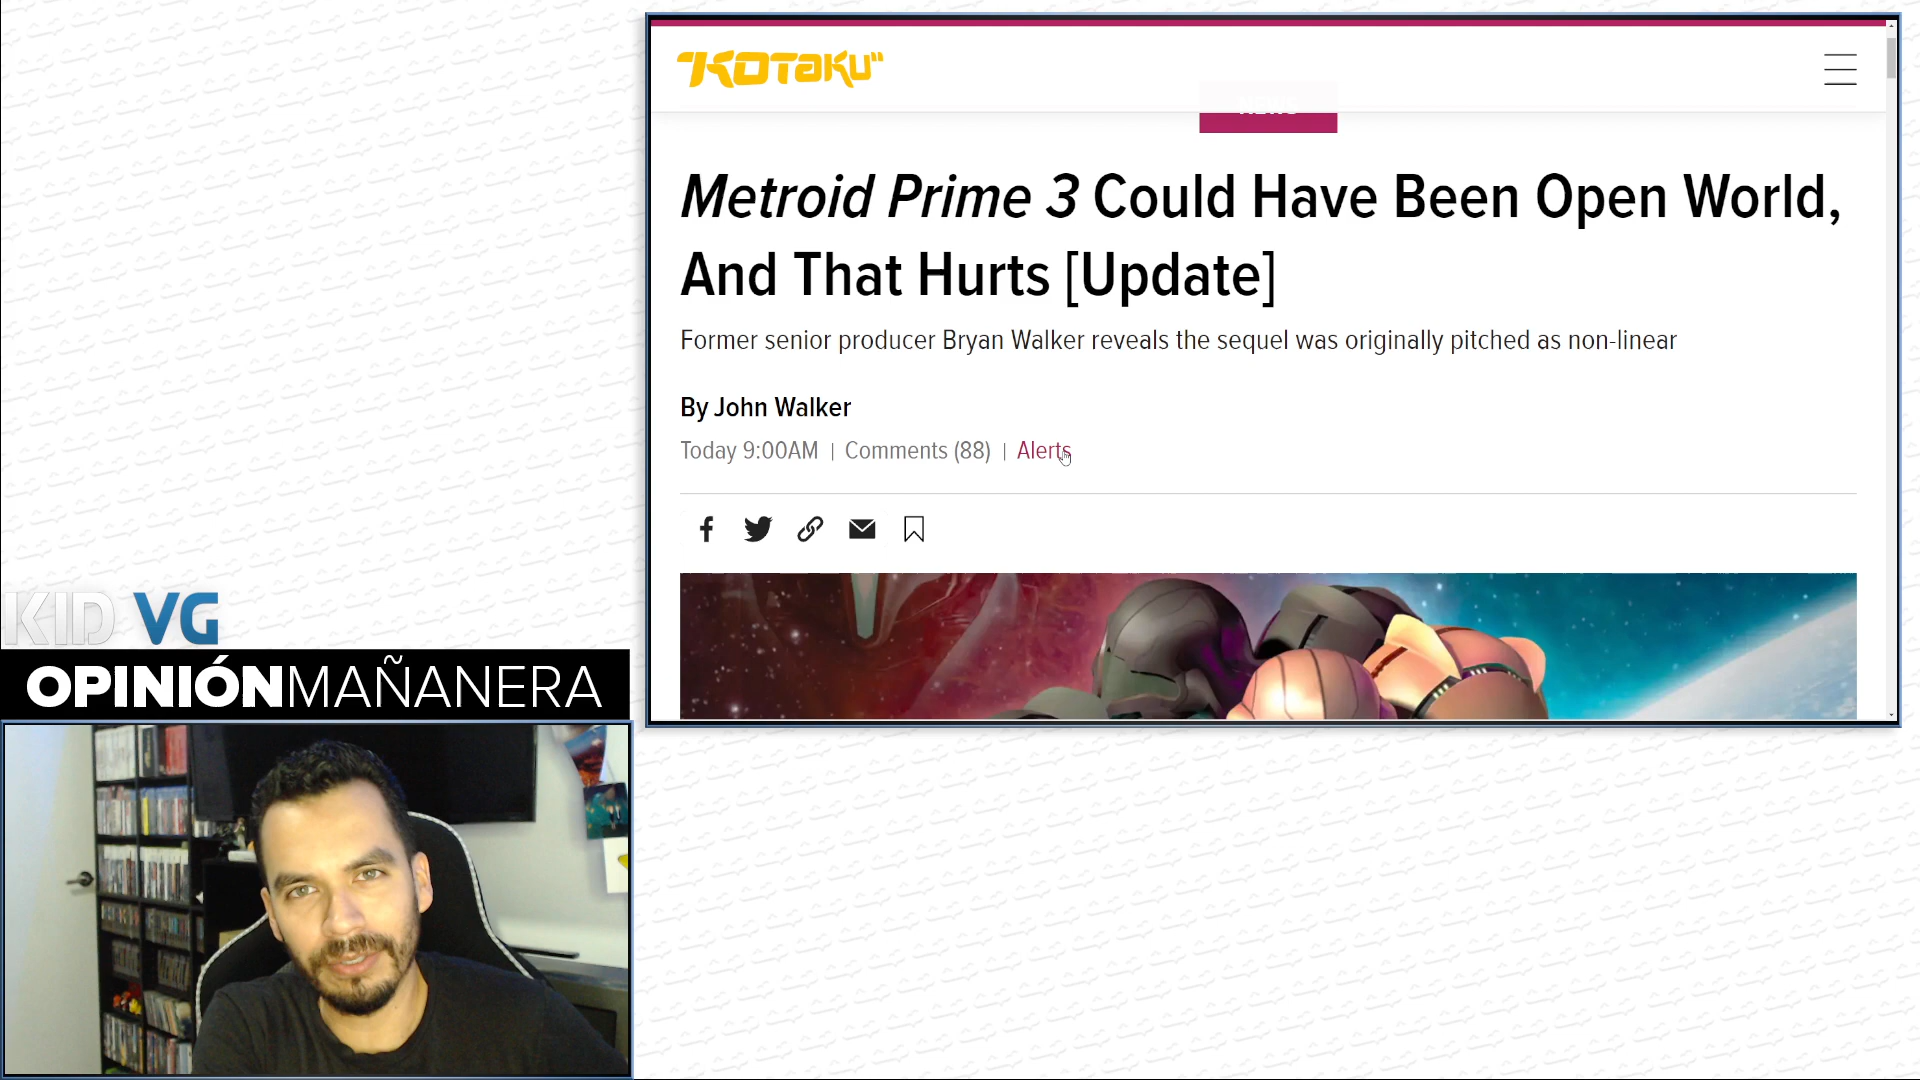 KOTAKU
NEWS
Metroid Prime 3 Could Have Been Open World,
And That Hurts [Update]
Former senior producer Bryan Walker reveals the sequel was originally pitched as non-linear
By John Walker
Today 9:00AM | Comments (88) | Alerts
KID VG
OPINIÓNMAÑANERA